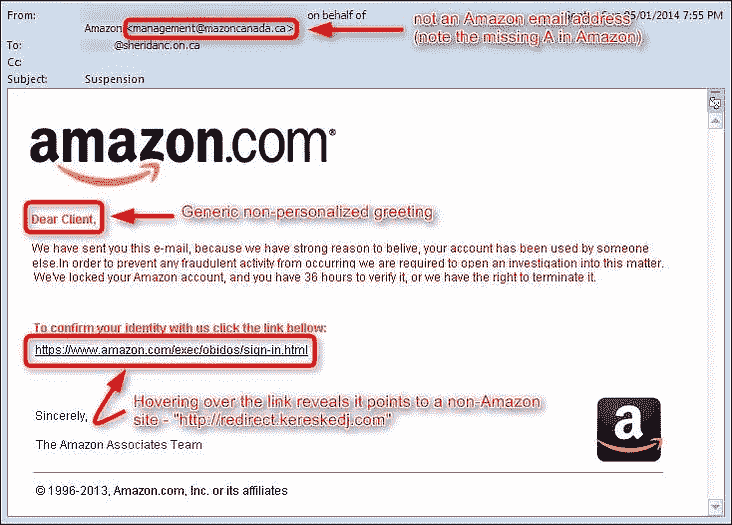 From: on behalf of
Amazon <management@mazoncanada.ca>
not an Amazon email address
(note the missing A in Amazon)
05/01/2014 7:55 PM
To: @sheridanc.on.ca
Cc:
Subject: Suspension
amazon.com®
Dear Client,
Generic non-personalized greeting
We have sent you this e-mail, because we have strong reason to belive, your account has been used by someone
else.In order to prevent any fraudulent activity from occurring we are required to open an investigation into this matter.
We've locked your Amazon account, and you have 36 hours to verify it, or we have the right to terminate it.
To confirm your identity with us click the link bellow:
https://www.amazon.com/exec/obidos/sign-in.html
Hovering over the link reveals it points to a non-Amazon
site - "http://redirect.kereskedj.com"
Sincerely,
The Amazon Associates Team
a
© 1996-2013, Amazon.com, Inc. or its affiliates